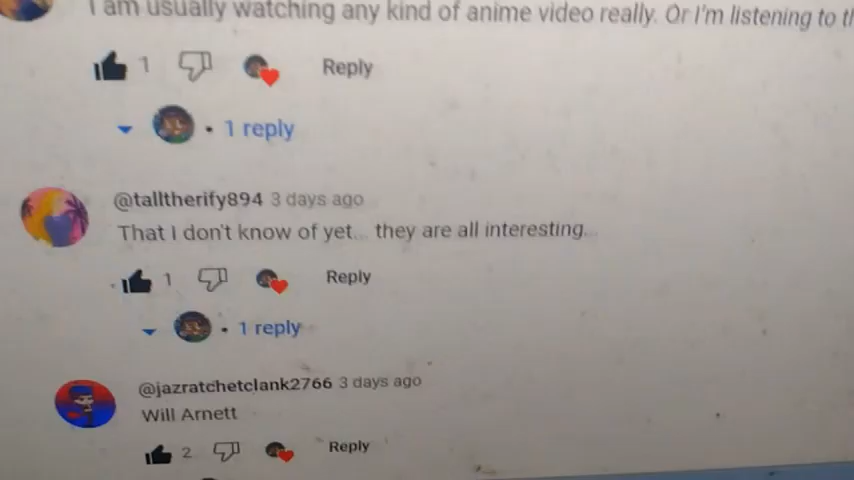 I am usually watching any kind of anime video really. Or I'm listening to
1
Reply
1 reply
@talltherify894 3 days ago
That I don't know of yet... they are all interesting...
1
Reply
1 reply
@jazratchetclank2766 3 days ago
Will Arnett
2
Reply